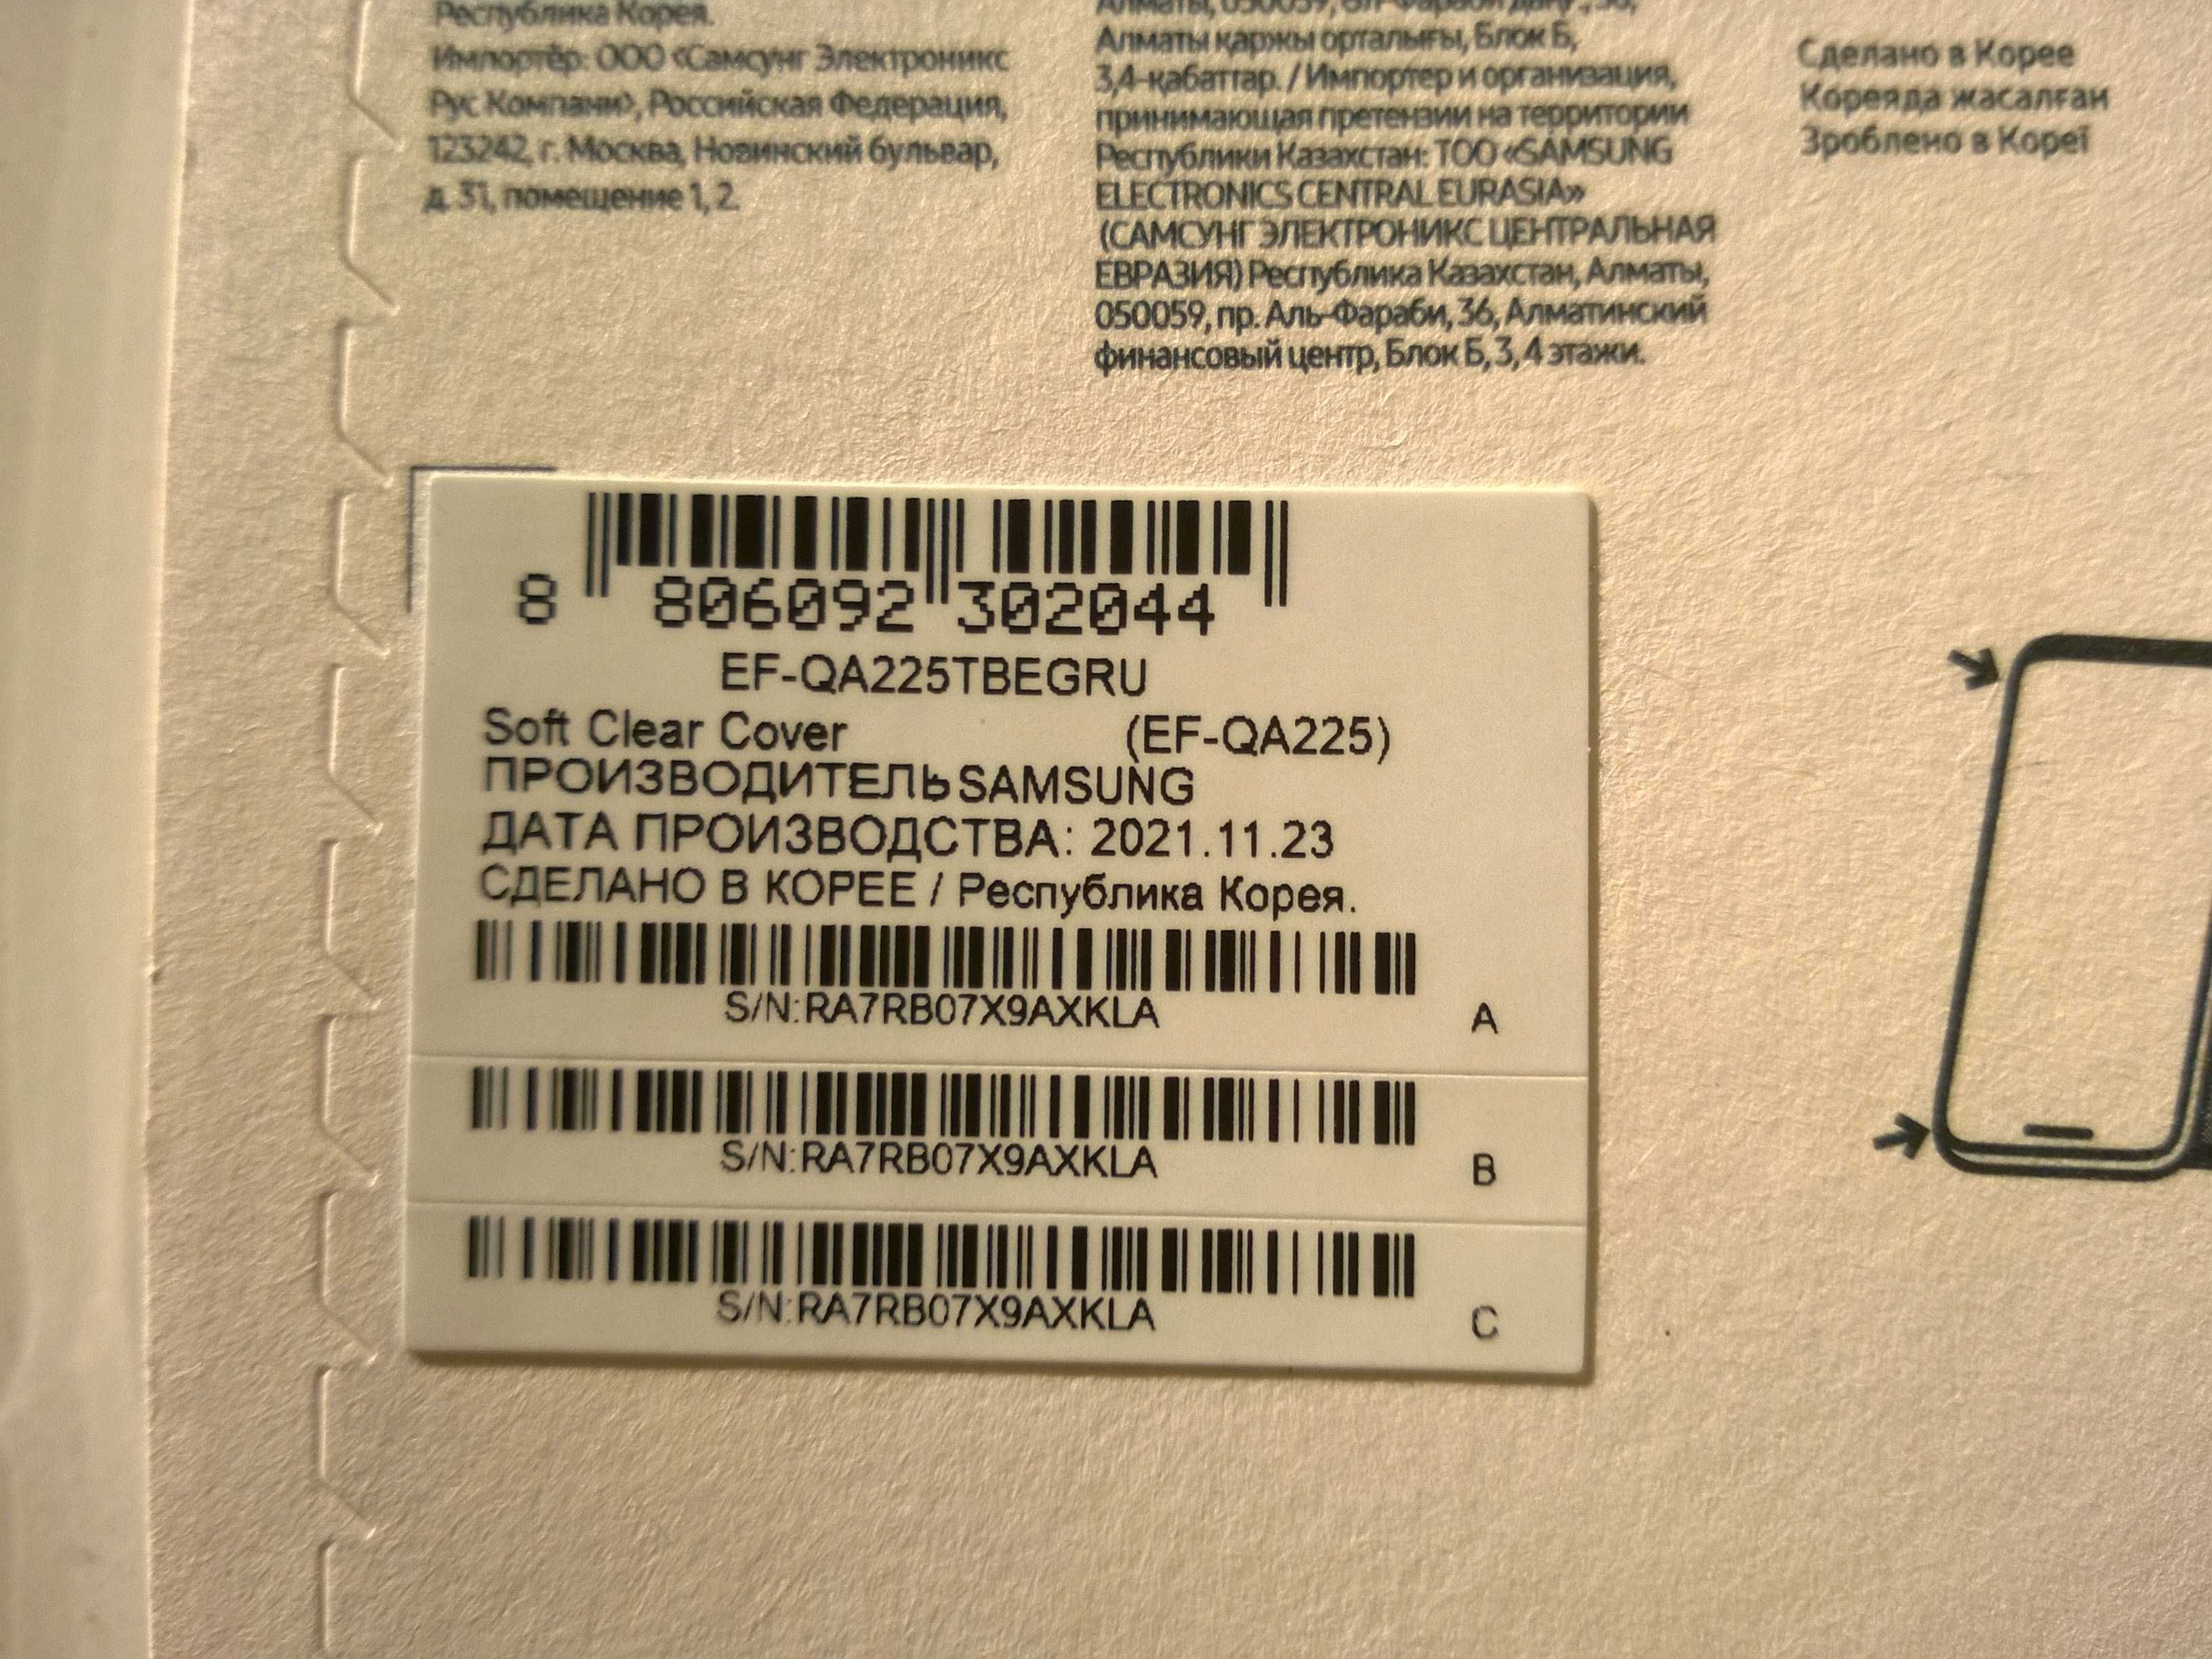 Республика Корея.
Импортёр: ООО «Самсунг Электроникс
Рус Компани», Российская Федерация,
123242, г. Москва, Новинский бульвар,
д. 31, помещение 1, 2.
Алматы қаржы орталығы, Блок Б,
3,4-қабаттар. / Импортер и организация,
принимающая претензии на территории
Республики Казахстан: ТОО «SAMSUNG
ELECTRONICS CENTRAL EURASIA»
(САМСУНГ ЭЛЕКТРОНИКС ЦЕНТРАЛЬНАЯ
ЕВРАЗИЯ) Республика Казахстан, Алматы,
050059, пр. Аль-Фараби, 36, Алматинский
финансовый центр, Блок Б, 3, 4 этажи.
Сделано в Корее
Кореяда жасалған
Зроблено в Кореї
8 806092 302044
EF-QA225TBEGRU
Soft Clear Cover (EF-QA225)
ПРОИЗВОДИТЕЛЬ SAMSUNG
ДАТА ПРОИЗВОДСТВА: 2021.11.23
СДЕЛАНО В КОРЕЕ / Республика Корея.
S/N:RA7RB07X9AXKLA A
S/N:RA7RB07X9AXKLA B
S/N:RA7RB07X9AXKLA C